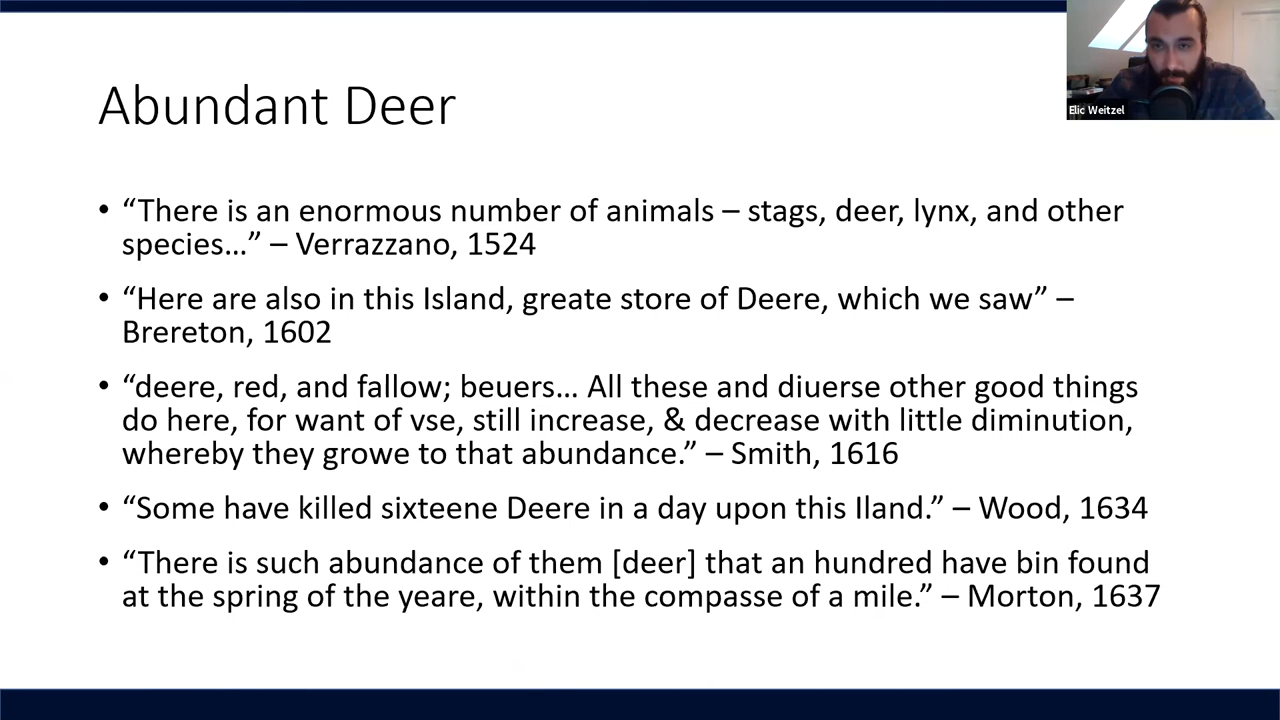 Abundant Deer
Elic Weitzel
• “There is an enormous number of animals – stags, deer, lynx, and other
species…” – Verrazzano, 1524
• “Here are also in this Island, greate store of Deere, which we saw” –
Brereton, 1602
• “deere, red, and fallow; beuers… All these and diuerse other good things
do here, for want of vse, still increase, & decrease with little diminution,
whereby they growe to that abundance.” – Smith, 1616
• “Some have killed sixteene Deere in a day upon this Iland.” – Wood, 1634
• “There is such abundance of them [deer] that an hundred have bin found
at the spring of the yeare, within the compasse of a mile.” – Morton, 1637